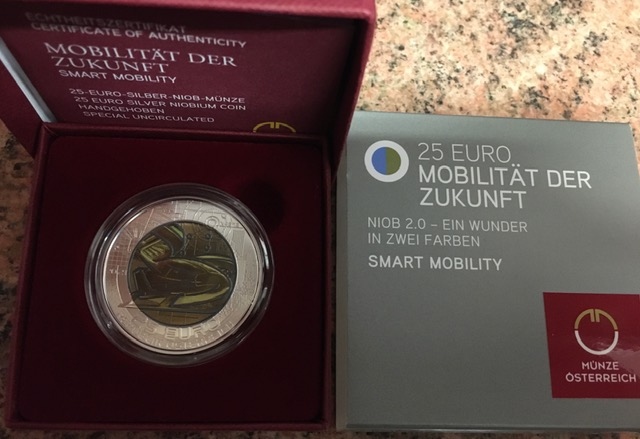 ECHTHEITSZERTIFIKAT
CERTIFICATE OF AUTHENTICITY
MOBILITÄT DER
ZUKUNFT
SMART MOBILITY
25-EURO-SILBER-NIOB-MÜNZE
25 EURO SILVER NIOBIUM COIN
HANDGEHOBEN
SPECIAL UNCIRCULATED
25 EURO
25 EURO
MOBILITÄT DER
ZUKUNFT
NIOB 2.0 – EIN WUNDER
IN ZWEI FARBEN
SMART MOBILITY
MÜNZE
ÖSTERREICH